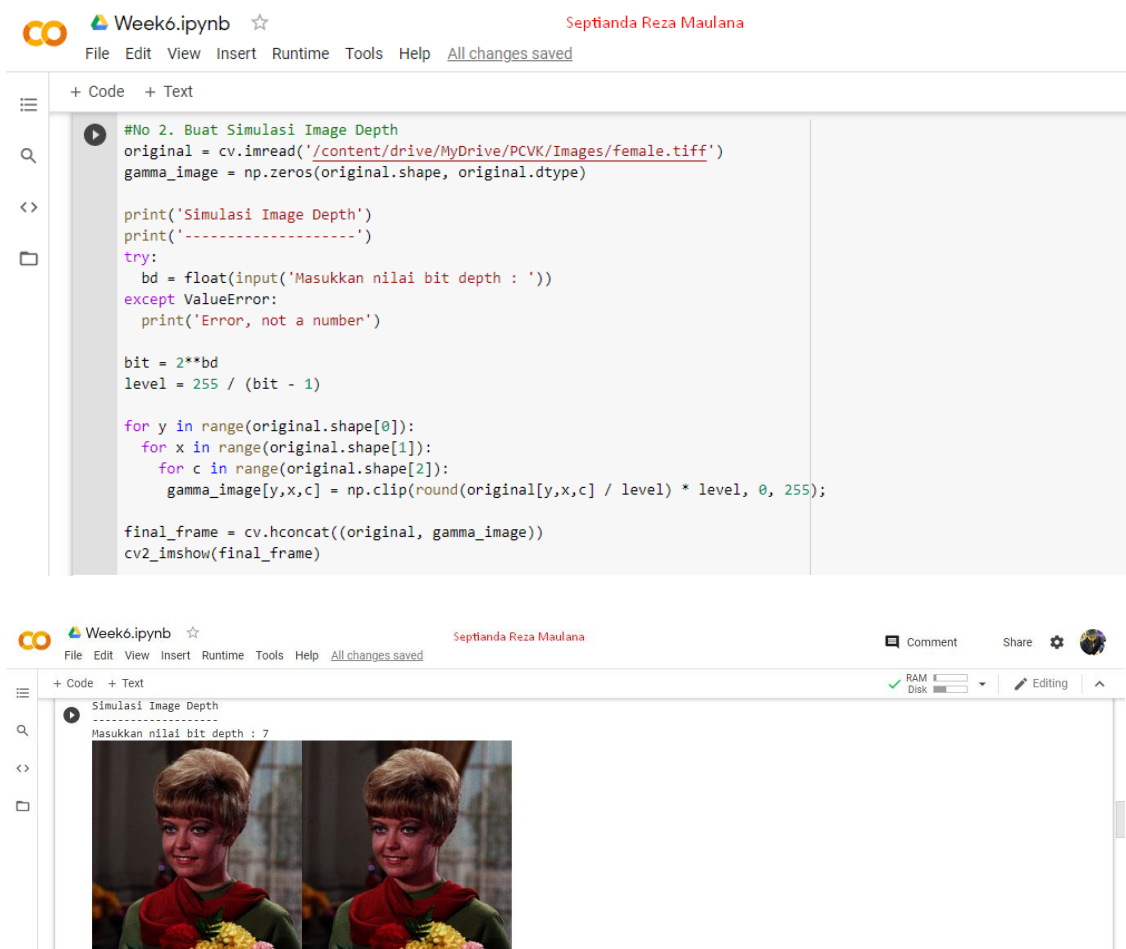 Week6.ipynb
Septianda Reza Maulana
File Edit View Insert Runtime Tools Help All changes saved
+ Code + Text
#No 2. Buat Simulasi Image Depth
original = cv.imread('/content/drive/MyDrive/PCVK/Images/female.tiff')
gamma_image = np.zeros(original.shape, original.dtype)
print('Simulasi Image Depth')
print('--------------------')
try:
  bd = float(input('Masukkan nilai bit depth : '))
except ValueError:
  print('Error, not a number')
bit = 2**bd
level = 255 / (bit - 1)
for y in range(original.shape[0]):
  for x in range(original.shape[1]):
    for c in range(original.shape[2]):
     gamma_image[y,x,c] = np.clip(round(original[y,x,c] / level) * level, 0, 255);
final_frame = cv.hconcat((original, gamma_image))
cv2_imshow(final_frame)
Week6.ipynb
Septianda Reza Maulana
Comment Share
File Edit View Insert Runtime Tools Help All changes saved
+ Code + Text
RAM
Disk
Editing
Simulasi Image Depth
--------------------
Masukkan nilai bit depth : 7